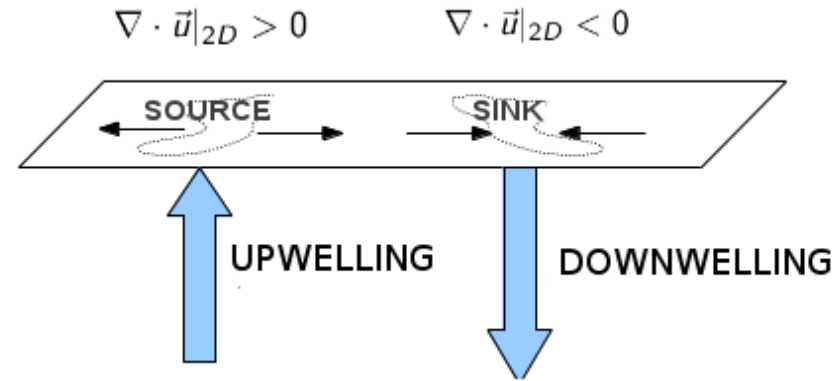 ∇ · u⃗|₂D > 0
∇ · u⃗|₂D < 0
SOURCE
SINK
UPWELLING
DOWNWELLING